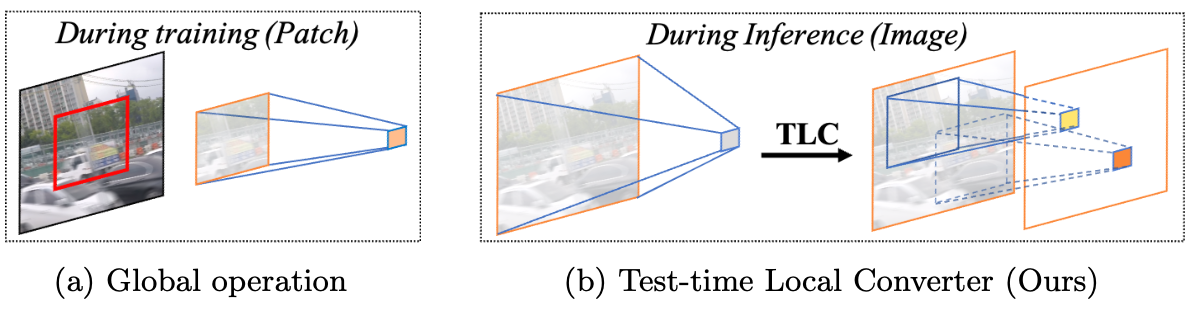 During training (Patch)
During Inference (Image)
TLC
(a) Global operation
(b) Test-time Local Converter (Ours)